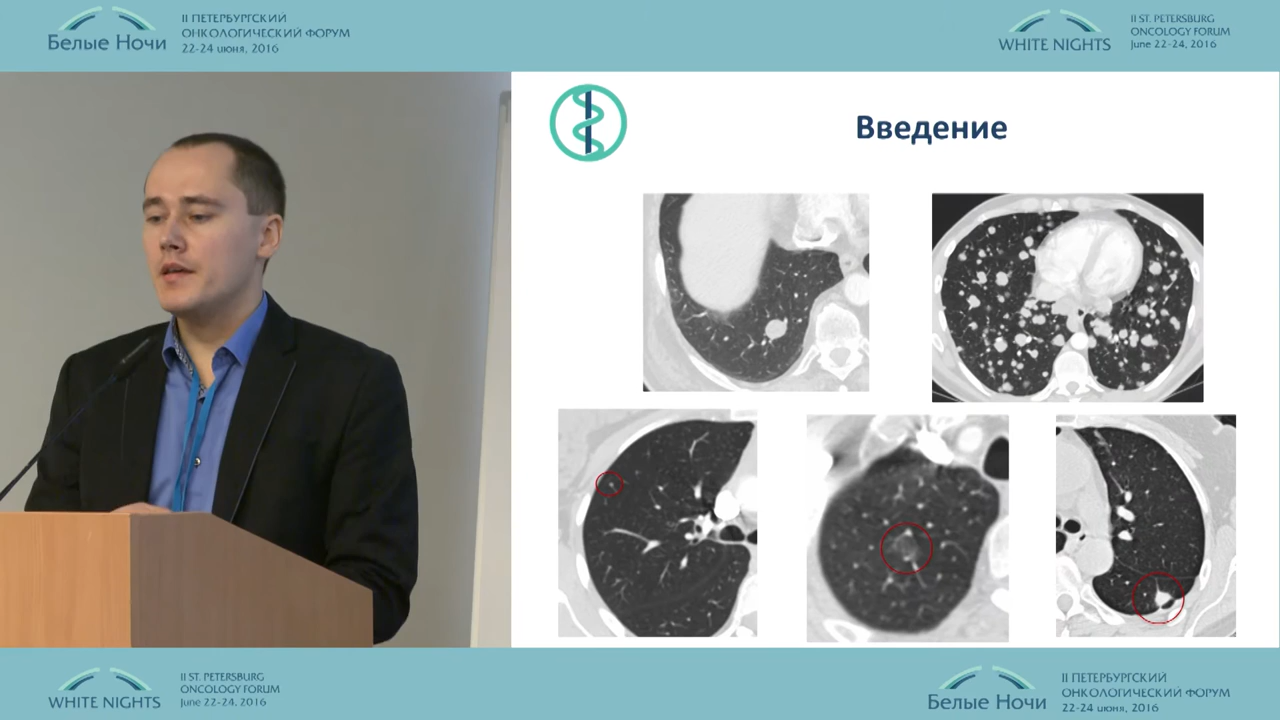 Белые Ночи
II ПЕТЕРБУРГСКИЙ
ОНКОЛОГИЧЕСКИЙ ФОРУМ
22-24 июня, 2016
WHITE NIGHTS
II ST. PETERSBURG
ONCOLOGY FORUM
June 22-24, 2016
Введение
WHITE NIGHTS
II ST. PETERSBURG
ONCOLOGY FORUM
June 22-24, 2016
Белые Ночи
II ПЕТЕРБУРГСКИЙ
ОНКОЛОГИЧЕСКИЙ ФОРУМ
22-24 июня, 2016